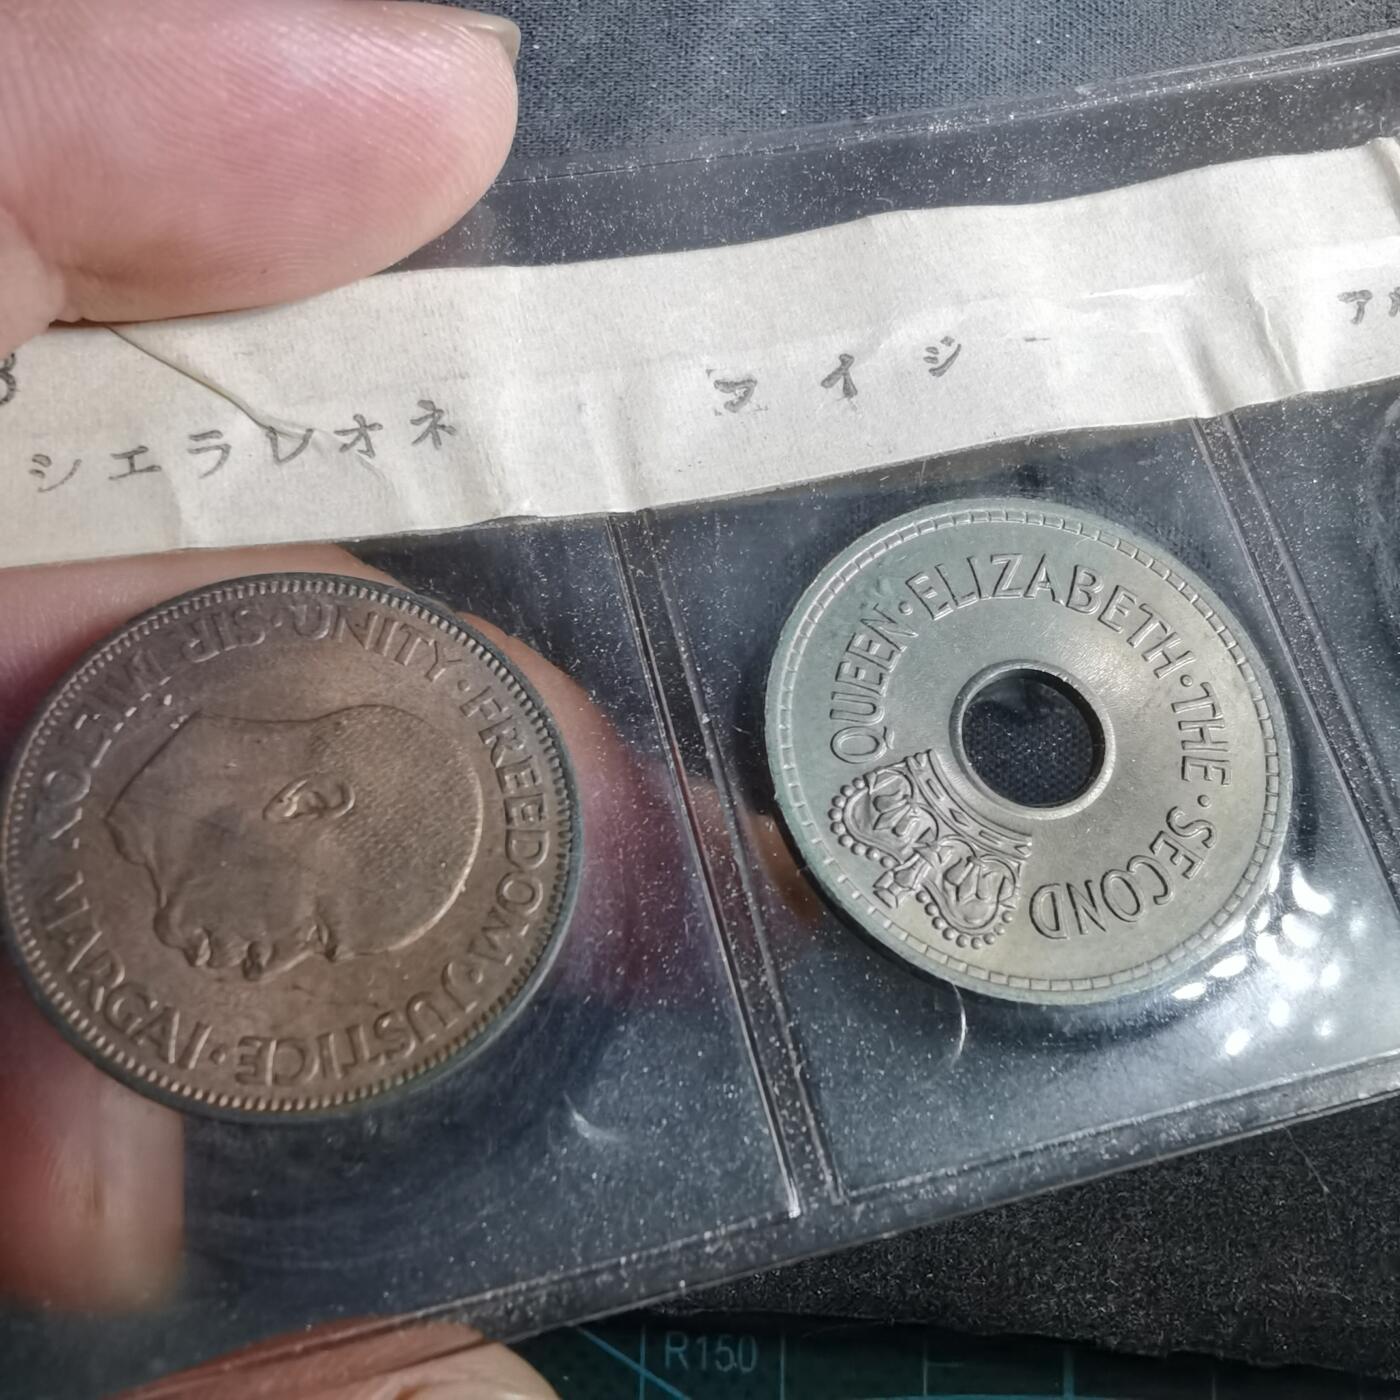 シエラレオネ
フィジー
UNITY · FREEDOM · JUSTICE · SIR MILTON MARGAI
QUEEN · ELIZABETH · THE · SECOND
R150